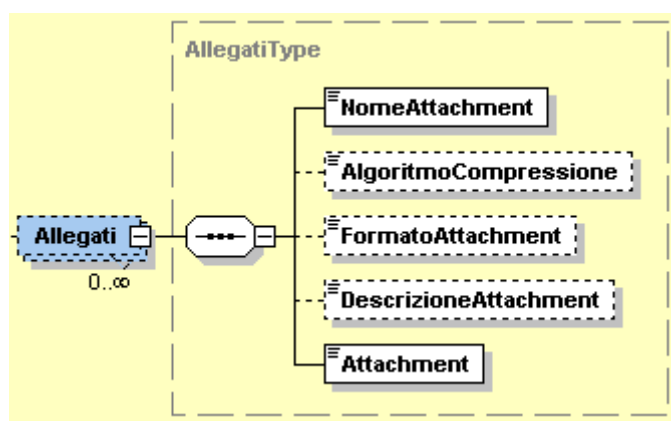 AllegatiType
NomeAttachment
AlgoritmoCompressione
Allegati
0..∞
FormatoAttachment
DescrizioneAttachment
Attachment